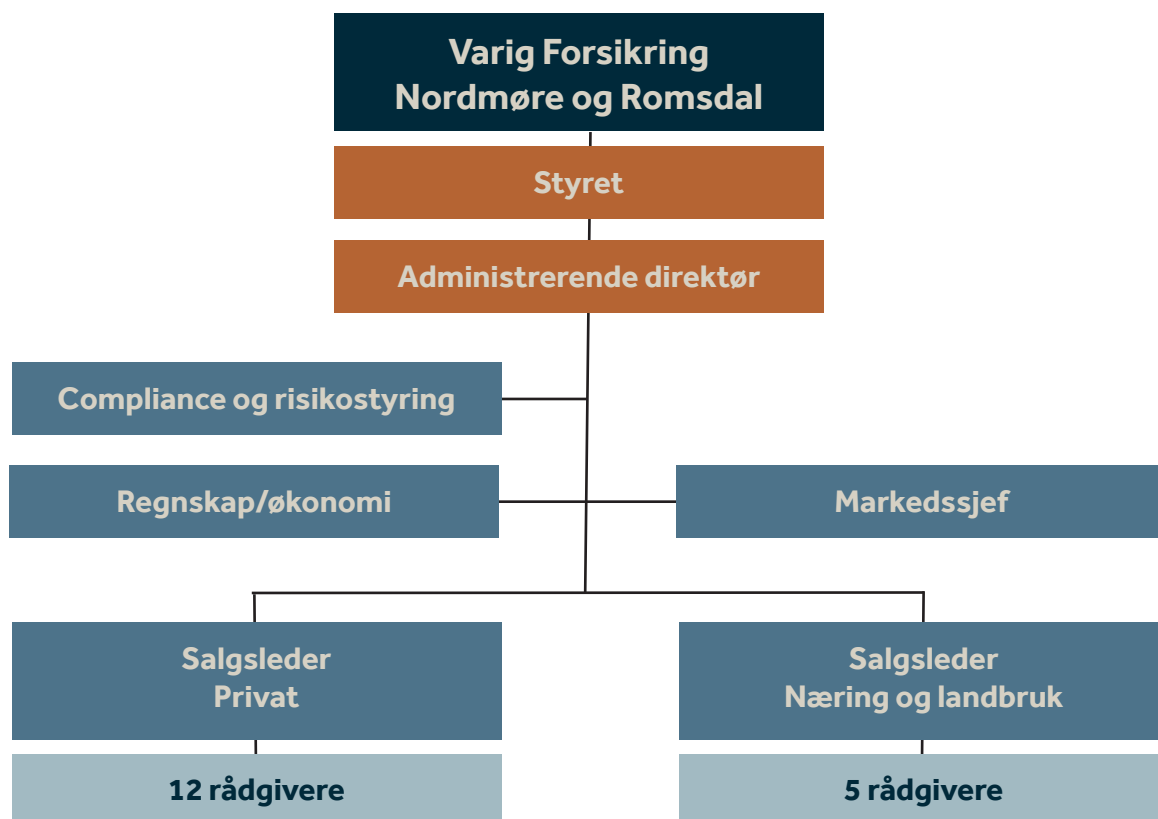 Varig Forsikring
Nordmøre og Romsdal
Styret
Administrerende direktør
Compliance og risikostyring
Regnskap/økonomi
Markedssjef
Salgsleder
Privat
Salgsleder
Næring og landbruk
12 rådgivere
5 rådgivere